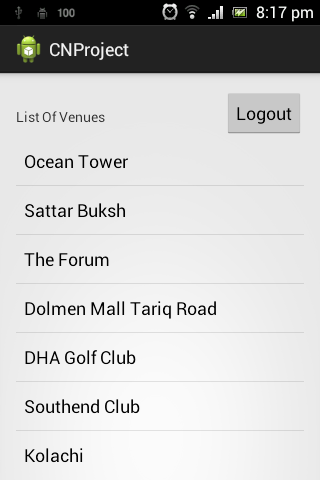 100 8:17 pm
CNProject
List Of Venues Logout
Ocean Tower
Sattar Buksh
The Forum
Dolmen Mall Tariq Road
DHA Golf Club
Southend Club
Kolachi